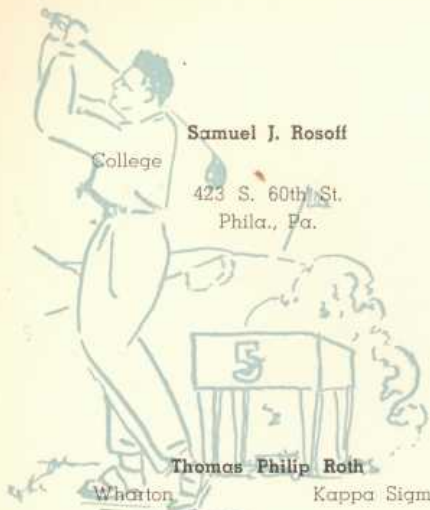 Samuel J. Rosoff
College
423 S. 60th St.
Phila., Pa.
5
Thomas Philip Roth
Wharton Kappa Sigm